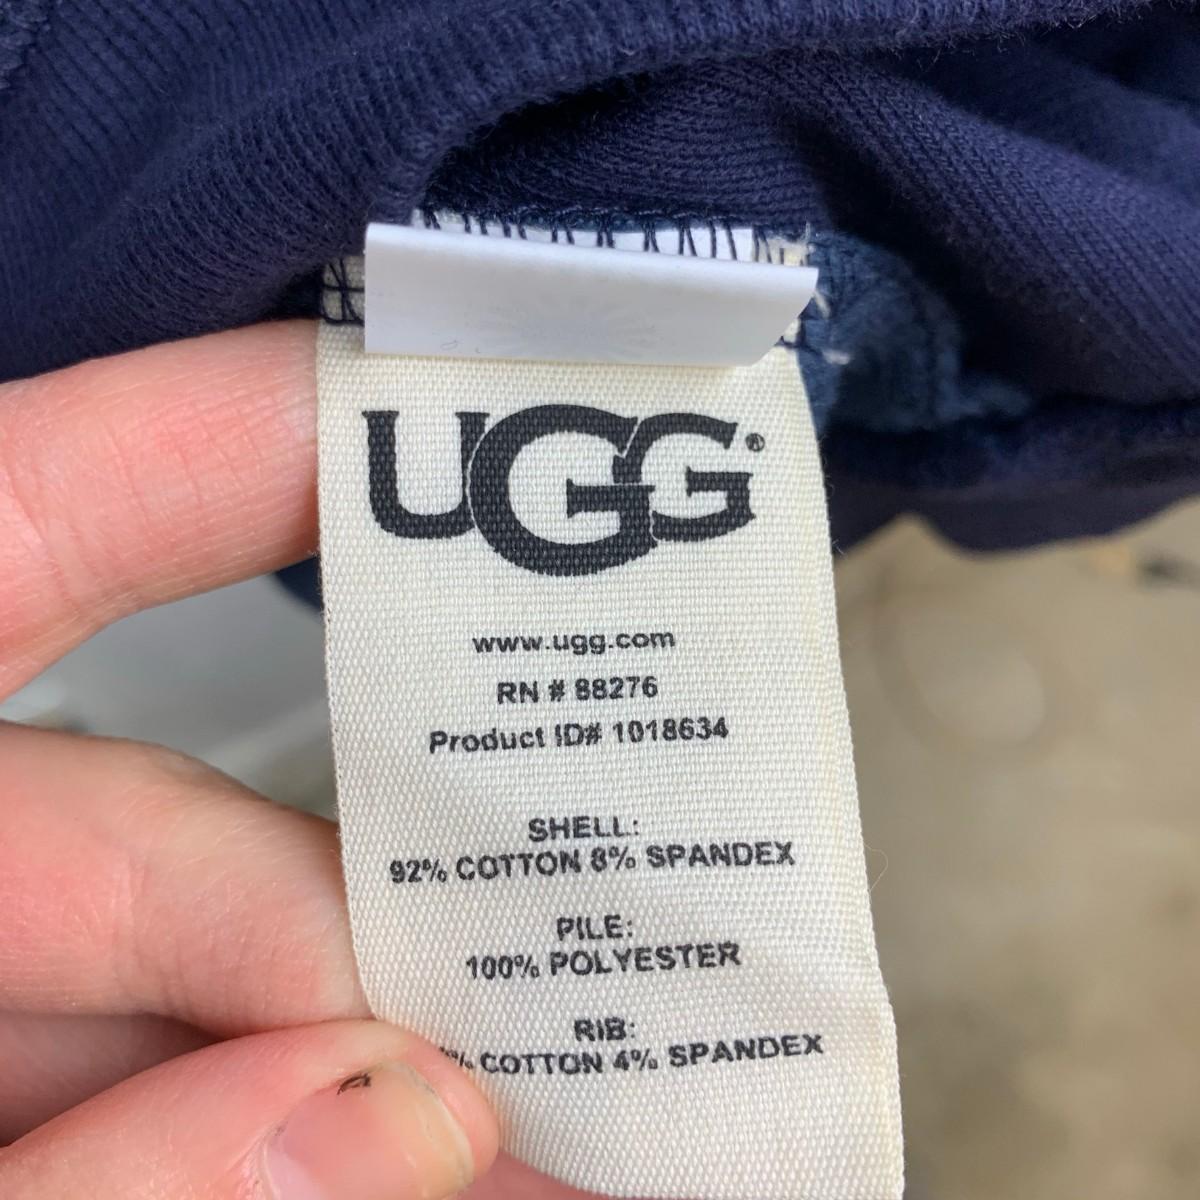 UGG®
www.ugg.com
RN # 88276
Product ID# 1018634
SHELL:
92% COTTON 8% SPANDEX
PILE:
100% POLYESTER
RIB:
% COTTON 4% SPANDEX